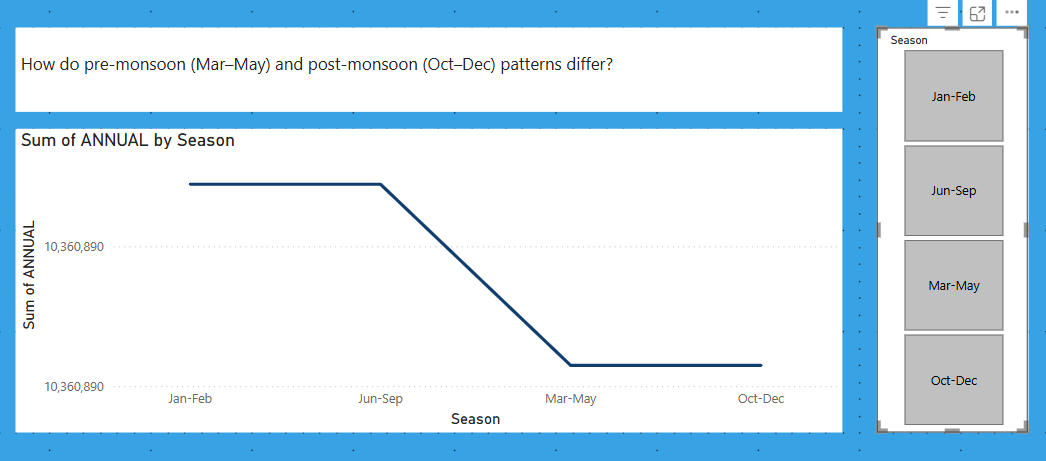 How do pre-monsoon (Mar–May) and post-monsoon (Oct–Dec) patterns differ?
Sum of ANNUAL by Season
Sum of ANNUAL
10,360,890
10,360,890
Jan-Feb
Jun-Sep
Mar-May
Oct-Dec
Season
Season
Jan-Feb
Jun-Sep
Mar-May
Oct-Dec